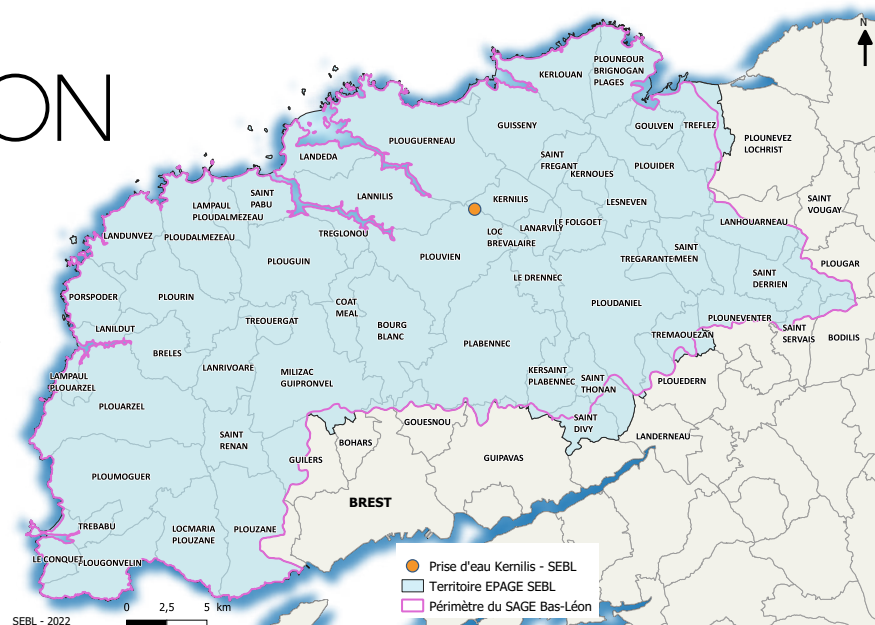 ON
N
PLOUNEOUR
BRIGNOGAN
PLAGES
KERLOUAN
GUISSENY
GOULVEN
TREFLEZ
PLOUNEVEZ
LOCHRIST
PLOUGUERNEAU
LANDEDA
SAINT
FREGANT
KERNOUES
PLOUIDER
LANNILIS
KERNILIS
LESNEVEN
SAINT
VOUGAY
SAINT
PABU
LAMPAUL
PLOUDALMEZEAU
LANHOUARNEAU
LE FOLGOET
LANARVILY
LOC
BREVALAIRE
TREGLONOU
LANDUNVEZ
PLOUDALMEZEAU
PLOUVIEN
PLOUGUIN
SAINT
MEEN
TREGARANTE
PLOUGAR
LE DRENNEC
SAINT
DERRIEN
PORSPODER
PLOURIN
COAT
MEAL
PLOUDANIEL
LANILDUT
TREOUERGAT
BOURG
BLANC
PLOUNEVENTER
SAINT
SERVAIS
BODILIS
TREMAOUEZAN
PLABENNEC
BRELES
LANRIVOARE
MILIZAC
GUIPRONVEL
KERSAINT
PLABENNEC
SAINT
THONAN
PLOUEDERN
LAMPAUL
PLOUARZEL
PLOUARZEL
SAINT
DIVY
GOUESNOU
LANDERNEAU
SAINT
RENAN
BOHARS
GUILERS
GUIPAVAS
PLOUMOGUER
BREST
TREBABU
LOCMARIA
PLOUZANE
PLOUZANE
LE CONQUET
PLOUGONVELIN
Prise d'eau Kernilis - SEBL
Territoire EPAGE SEBL
Périmètre du SAGE Bas-Léon
0 2,5 5 km
SEBL - 2022